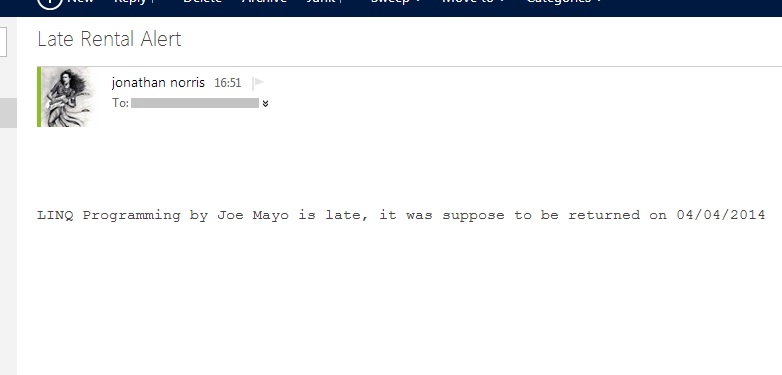 New Reply Delete Archive Junk Sweep Move to Categories
Late Rental Alert
jonathan norris 16:51
To:
LINQ Programming by Joe Mayo is late, it was suppose to be returned on 04/04/2014